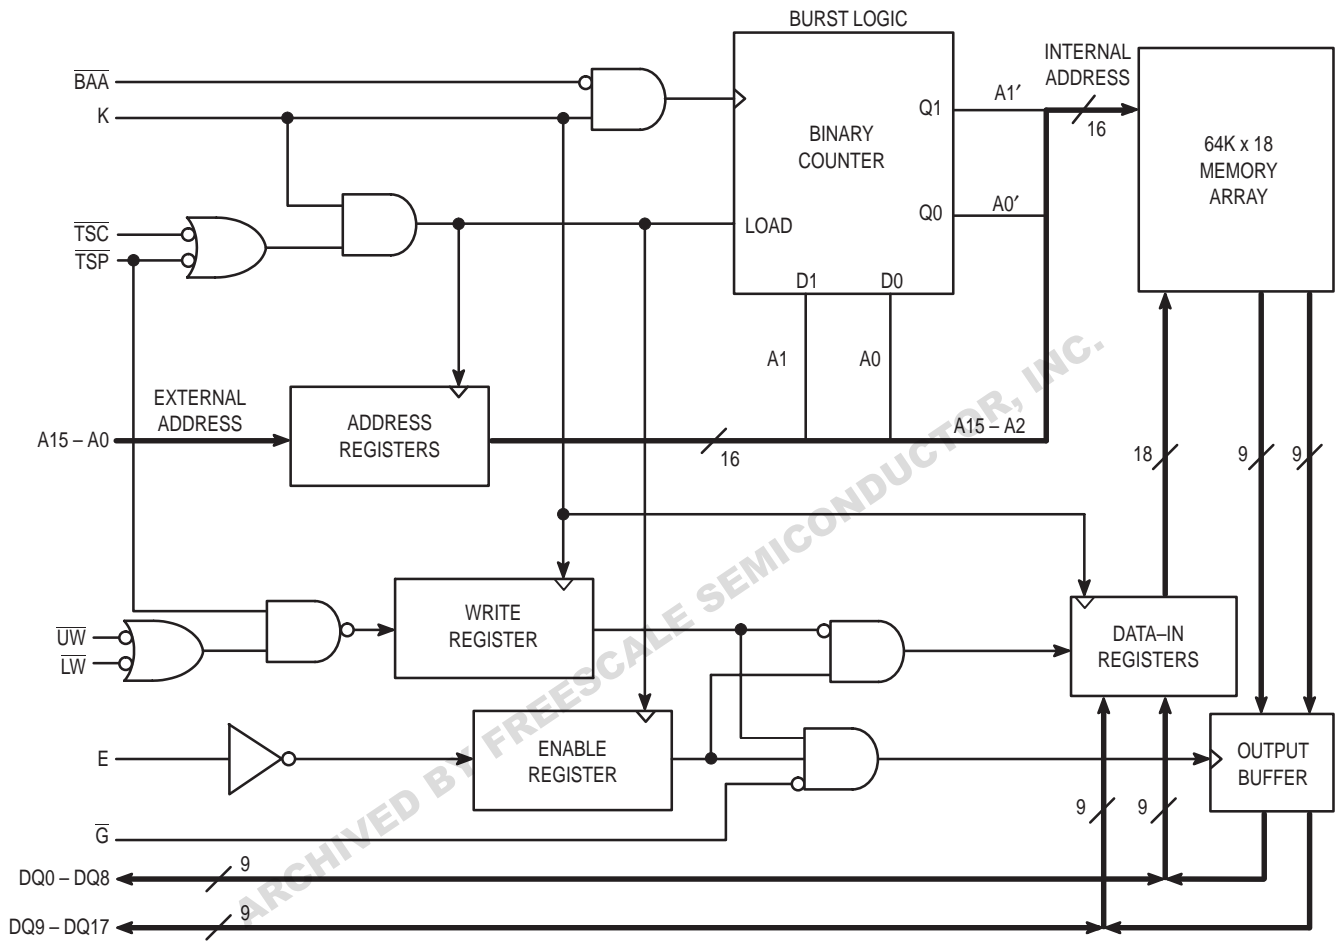 BURST LOGIC
BAA
K
TSC
TSP
BINARY
COUNTER
Q1
Q0
LOAD
D1
D0
A1′
A0′
INTERNAL
ADDRESS
16
64K x 18
MEMORY
ARRAY
A1
A0
EXTERNAL
ADDRESS
A15 – A0
ADDRESS
REGISTERS
16
A15 – A2
18
9
9
UW
LW
WRITE
REGISTER
DATA–IN
REGISTERS
E
ENABLE
REGISTER
OUTPUT
BUFFER
G
9
9
DQ0 – DQ8
9
DQ9 – DQ17
9
ARCHIVED BY FREESCALE SEMICONDUCTOR, INC.